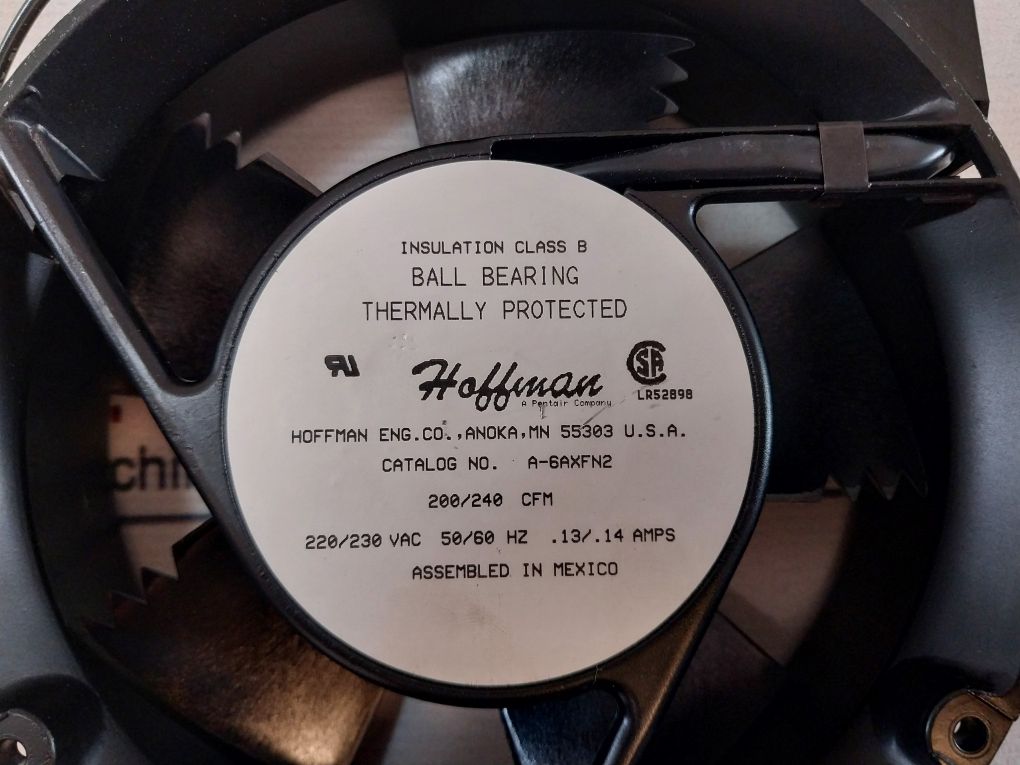 INSULATION CLASS B
BALL BEARING
THERMALLY PROTECTED
Hoffman
A Pentair Company
LR52898
HOFFMAN ENG.CO.,ANOKA,MN 55303 U.S.A.
CATALOG NO. A-6AXFN2
200/240 CFM
220/230 VAC 50/60 HZ .13/.14 AMPS
ASSEMBLED IN MEXICO